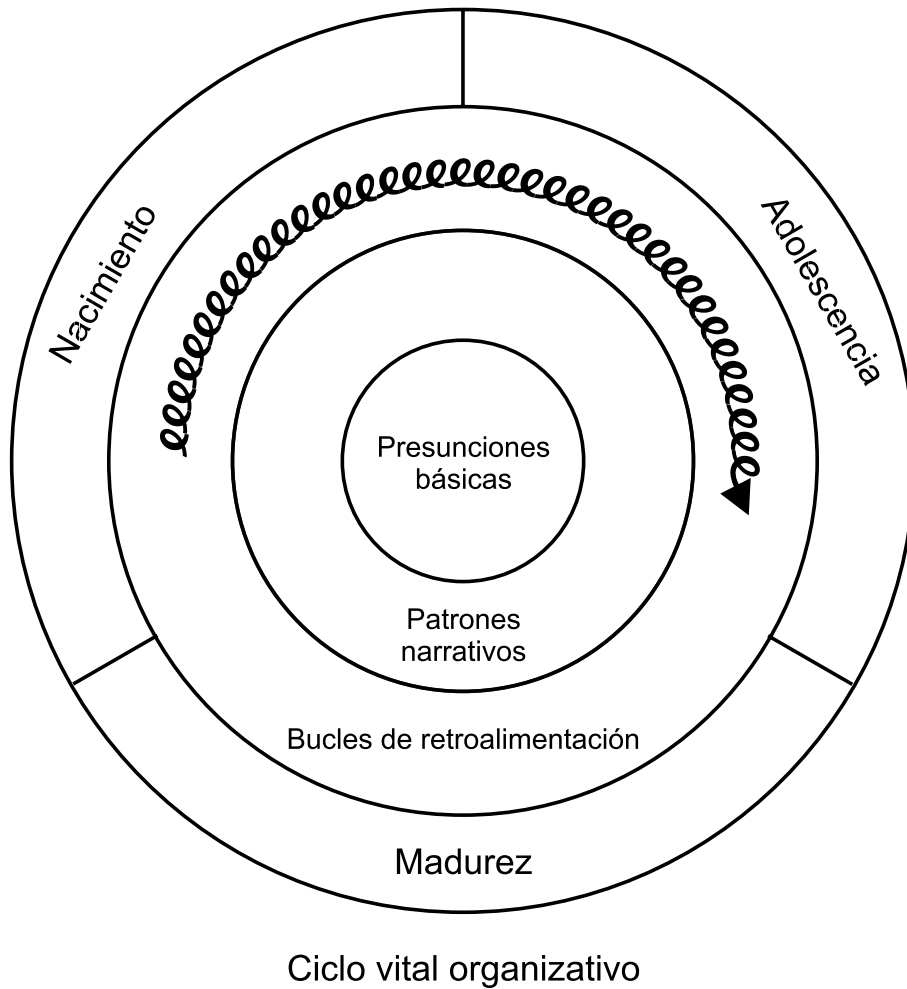 Nacimiento
Adolescencia
Presunciones
básicas
Patrones
narrativos
Bucles de retroalimentación
Madurez
Ciclo vital organizativo